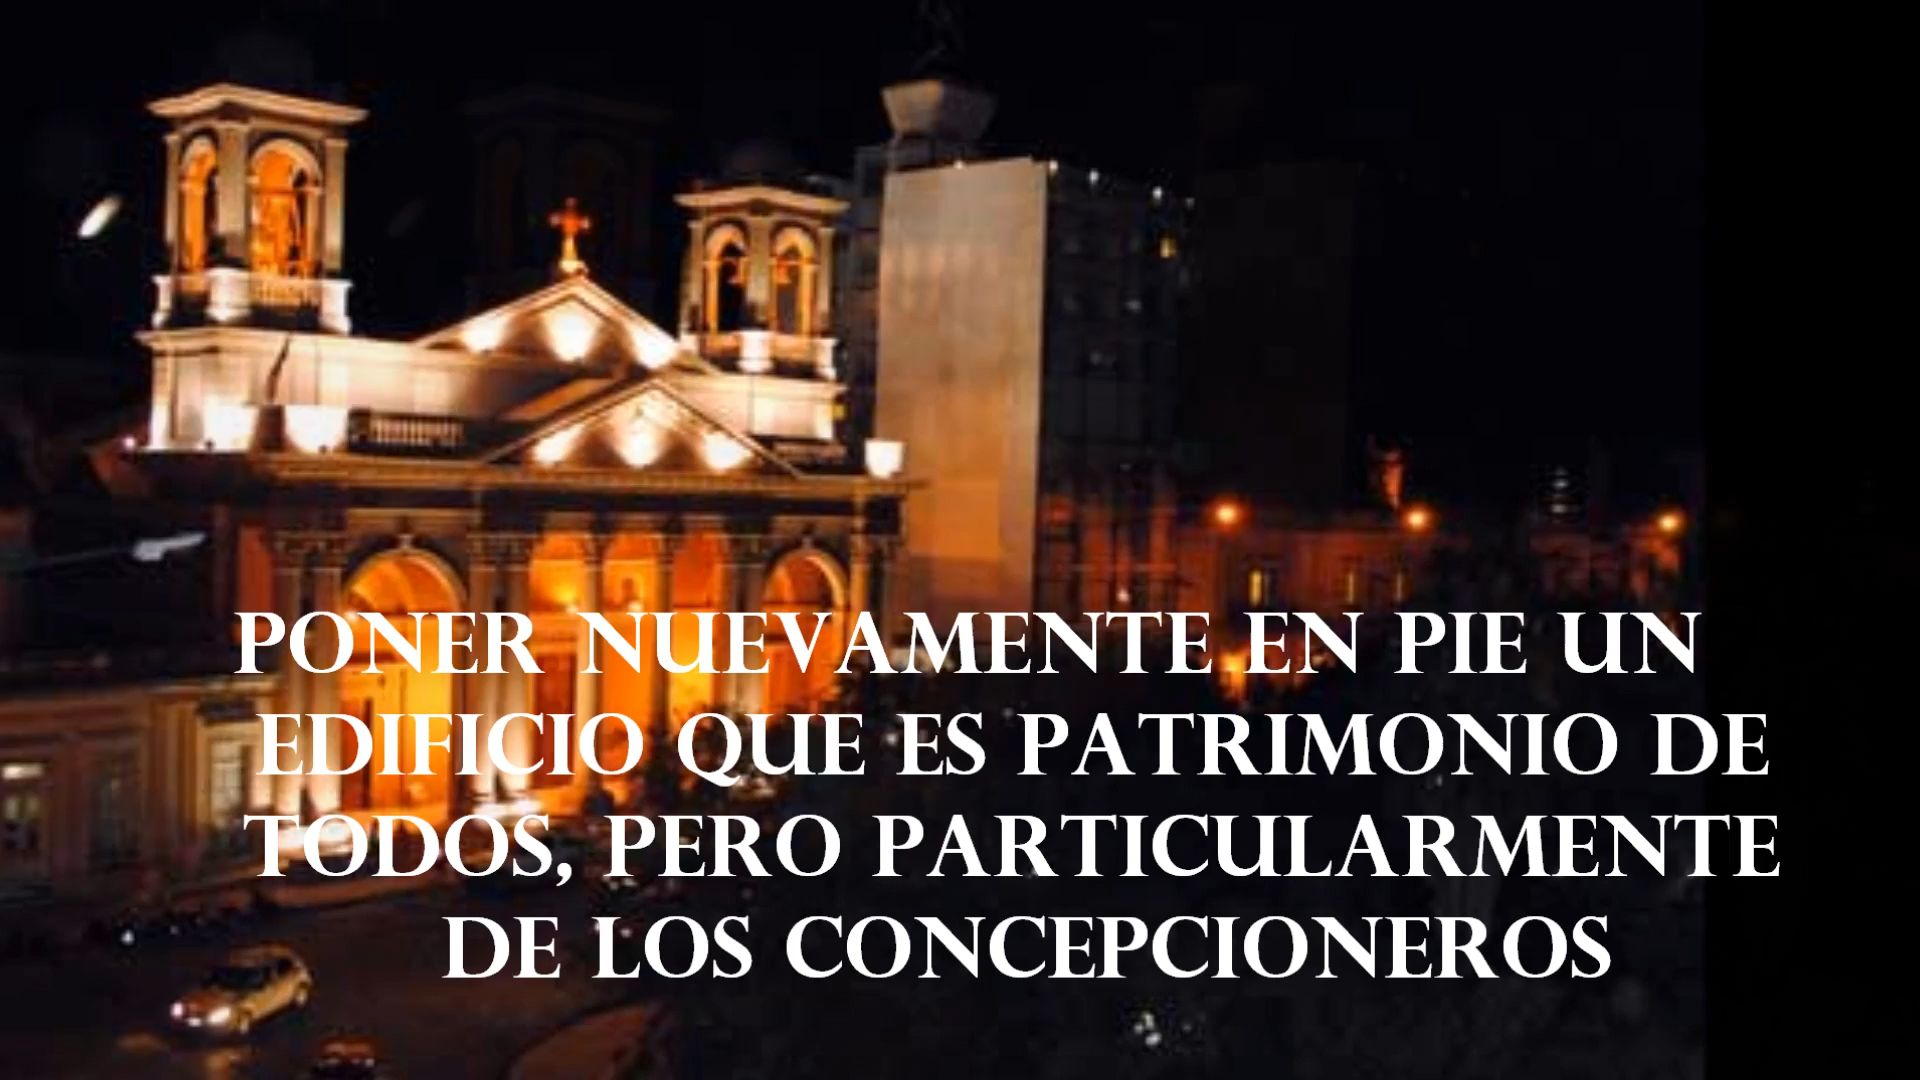 PONER NUEVAMENTE EN PIE UN
EDIFICIO QUE ES PATRIMONIO DE
TODOS, PERO PARTICULARMENTE
DE LOS CONCEPCIONEROS